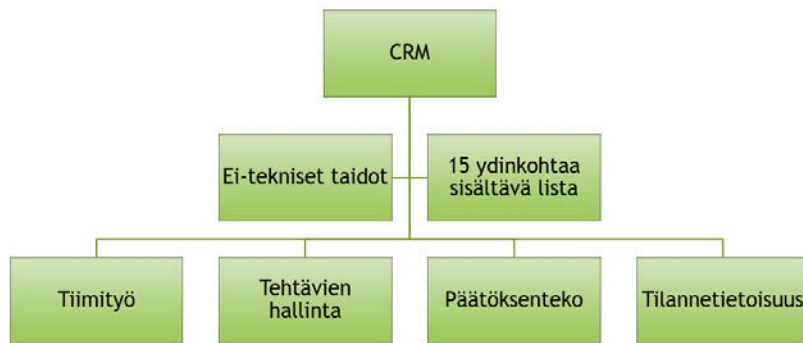 CRM
Ei-tekniset taidot
15 ydinkohtaa
sisältävä lista
Tiimityö
Tehtävien
hallinta
Päätöksenteko
Tilannetietoisuus